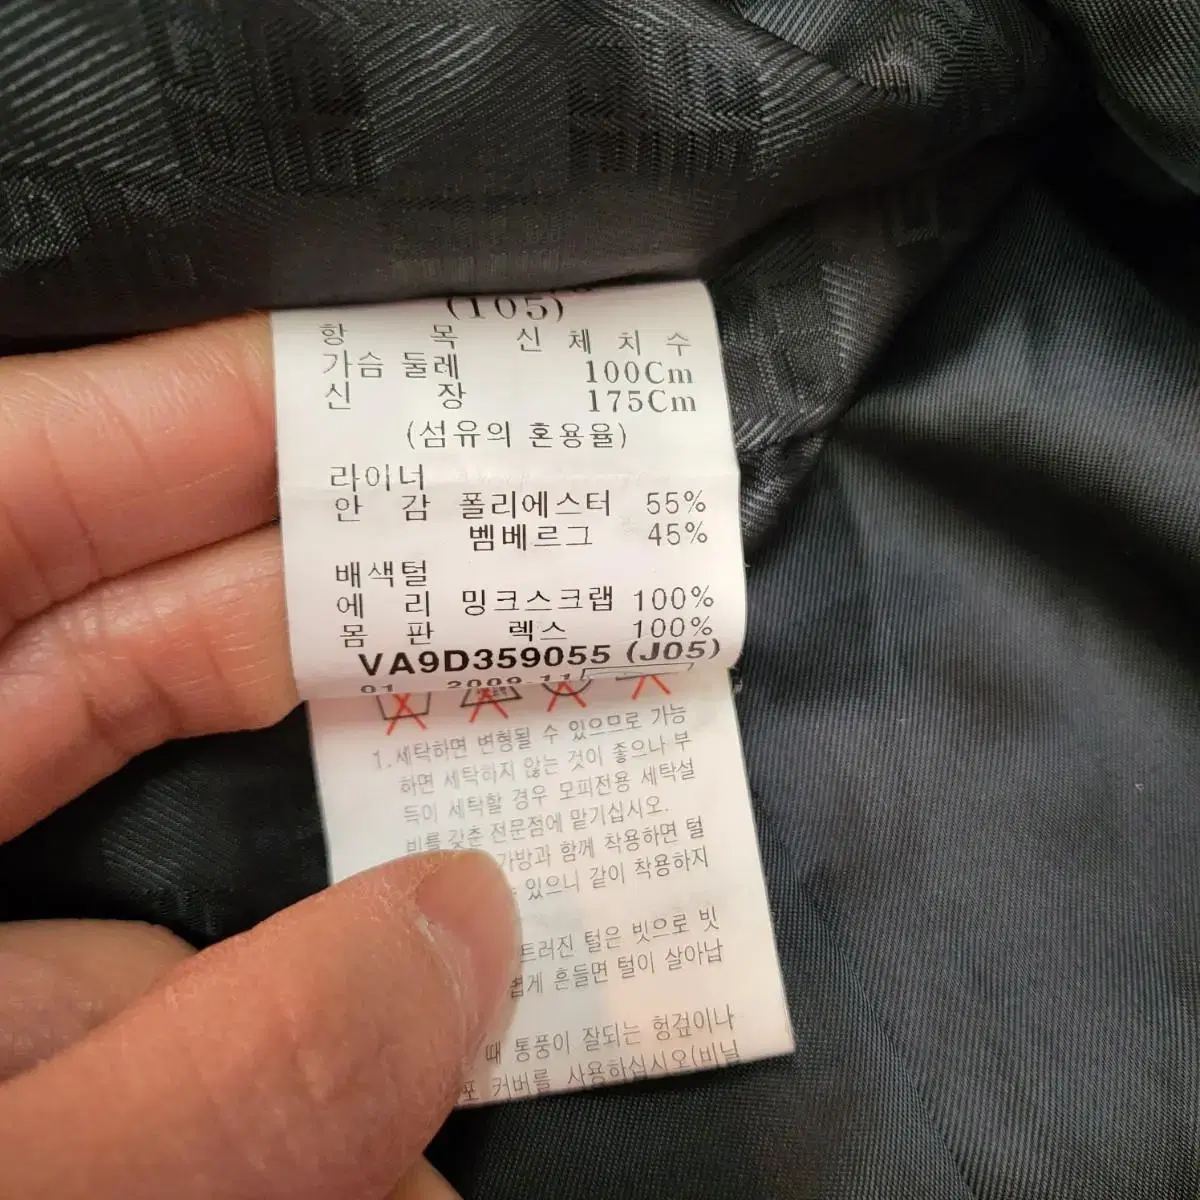 (105)
항 목 신 체 치 수
가슴 둘레 100Cm
신 장 175Cm
(섬유의 혼용율)
라이너
안 감 폴리에스터 55%
벰베르그 45%
배색털
에 리 밍크스크랩 100%
몸 판 렉스 100%
VA9D359055 (J05)
01 2009.11
1.세탁하면 변형될 수 있으므로 가능
하면 세탁하지 않는 것이 좋으나 부
득이 세탁할 경우 모피전용 세탁설
비를 갖춘 전문점에 맡기십시오.
가방과 함께 착용하면 털
있으니 같이 착용하지
트러진 털은 빗으로 빗
볍게 흔들면 털이 살아납
때 통풍이 잘되는 헝겊이나
포 커버를 사용하십시오(비닐